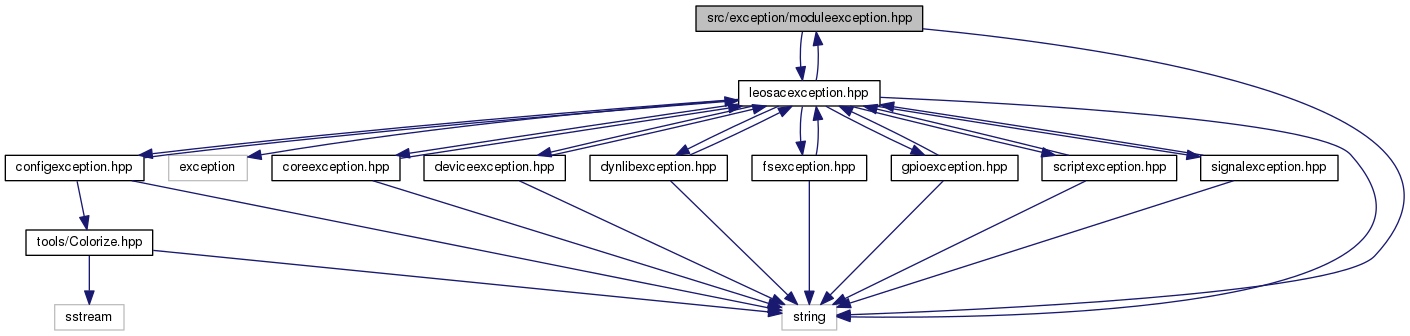 src/exception/moduleexception.hpp
leosacexception.hpp
configexception.hpp
exception
coreexception.hpp
deviceexception.hpp
dynlibexception.hpp
fsexception.hpp
gpioexception.hpp
scriptexception.hpp
signalexception.hpp
tools/Colorize.hpp
sstream
string